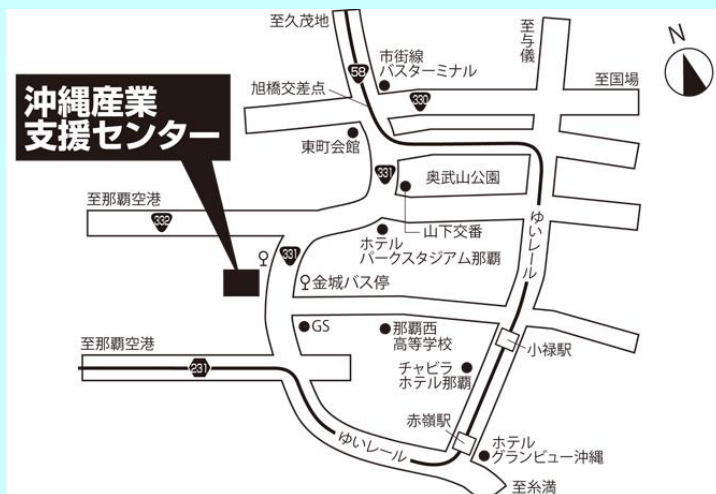 至久茂地
58
市街線
バスターミナル
至与儀
N
至国場
旭橋交差点
330
沖縄産業
支援センター
東町会館
331
奥武山公園
至那覇空港
332
山下交番
ホテル
パークスタジアム那覇
ゆいレール
331
金城バス停
GS
那覇西
高等学校
小禄駅
至那覇空港
231
チャビラ
ホテル那覇
赤嶺駅
ゆいレール
ホテル
グランビュー沖縄
至糸満